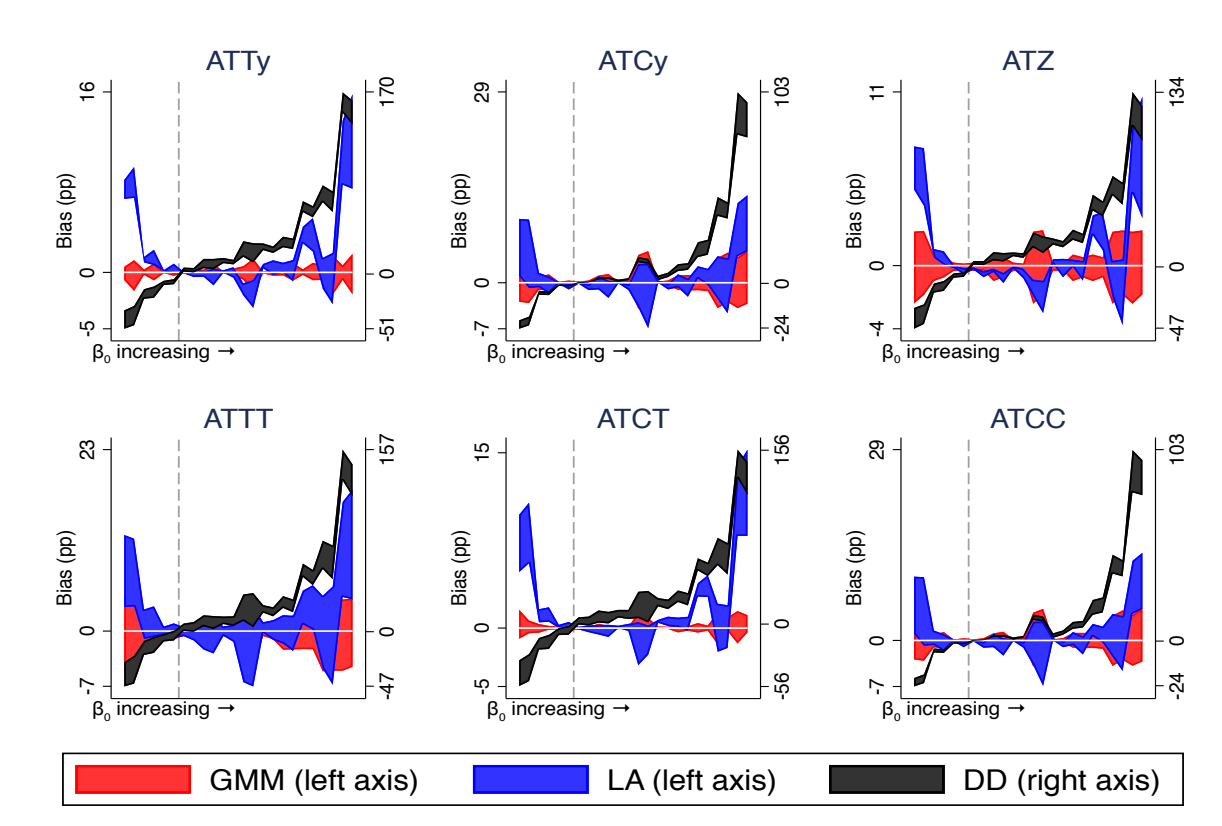 ATTy ATCy ATZ
16 170 29 103 11 134
Bias (pp) Bias (pp) Bias (pp)
0 0 0 0 0 0
-5 -51 -7 -24 -4 -47
β₀ increasing → β₀ increasing → β₀ increasing →
ATTT ATCT ATCC
23 157 15 156 29 103
Bias (pp) Bias (pp) Bias (pp)
0 0 0 0 0 0
-7 -47 -5 -56 -7 -24
β₀ increasing → β₀ increasing → β₀ increasing →
GMM (left axis) LA (left axis) DD (right axis)